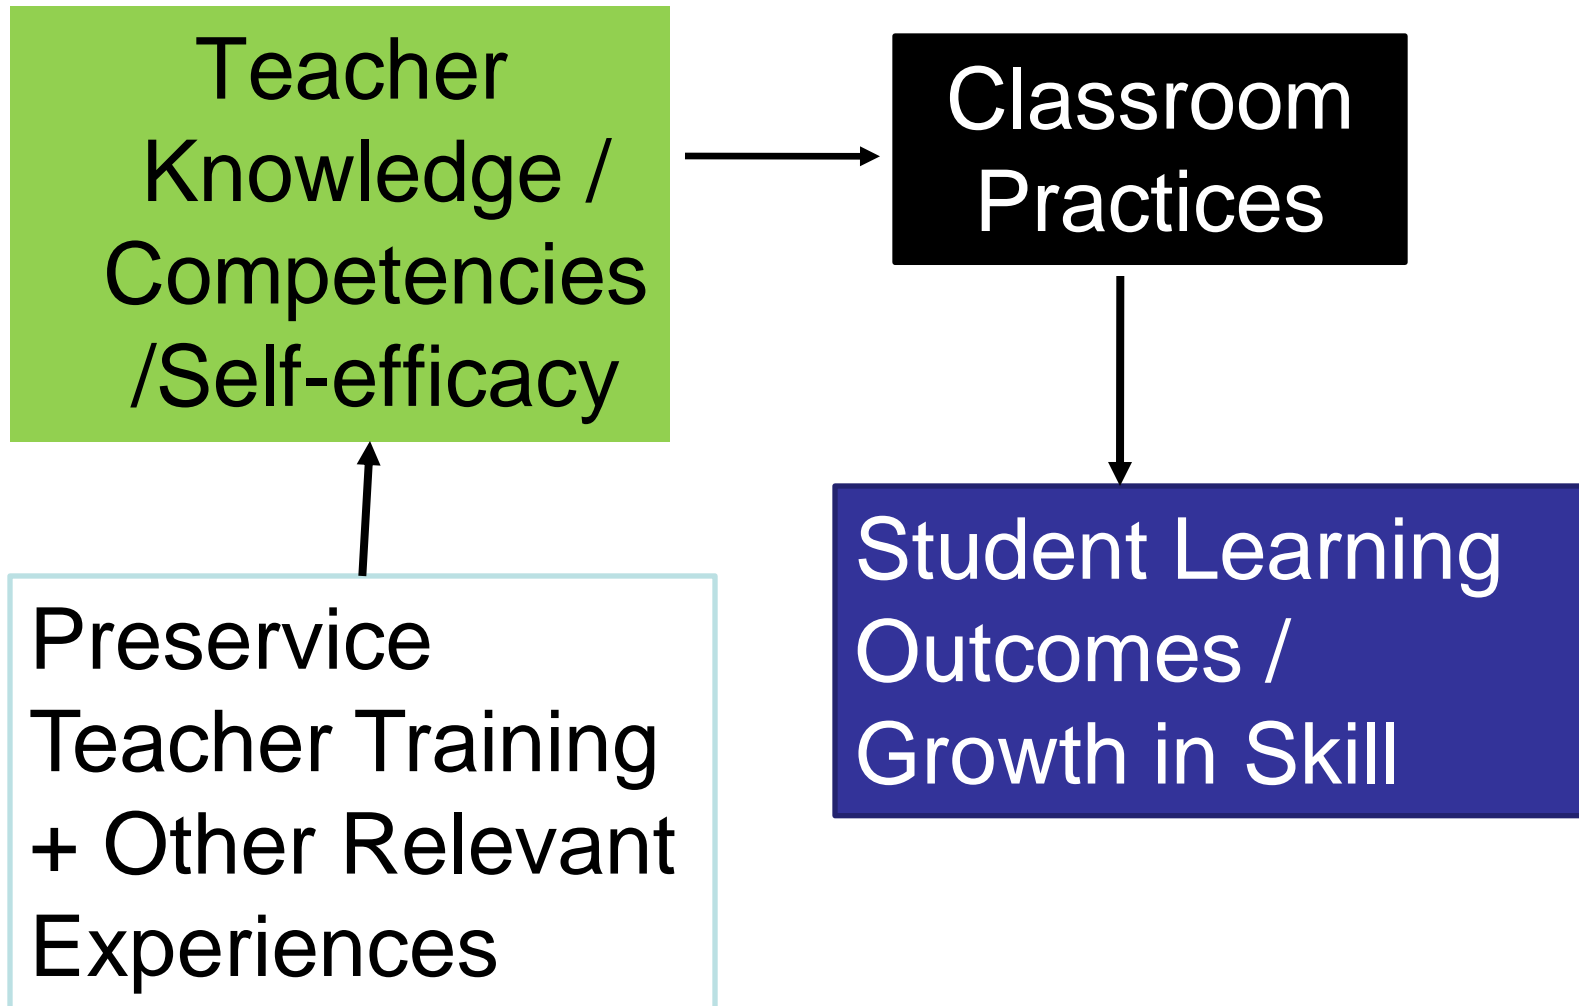 Teacher
Knowledge /
Competencies
/Self-efficacy
Classroom
Practices
Preservice
Teacher Training
+ Other Relevant
Experiences
Student Learning
Outcomes /
Growth in Skill